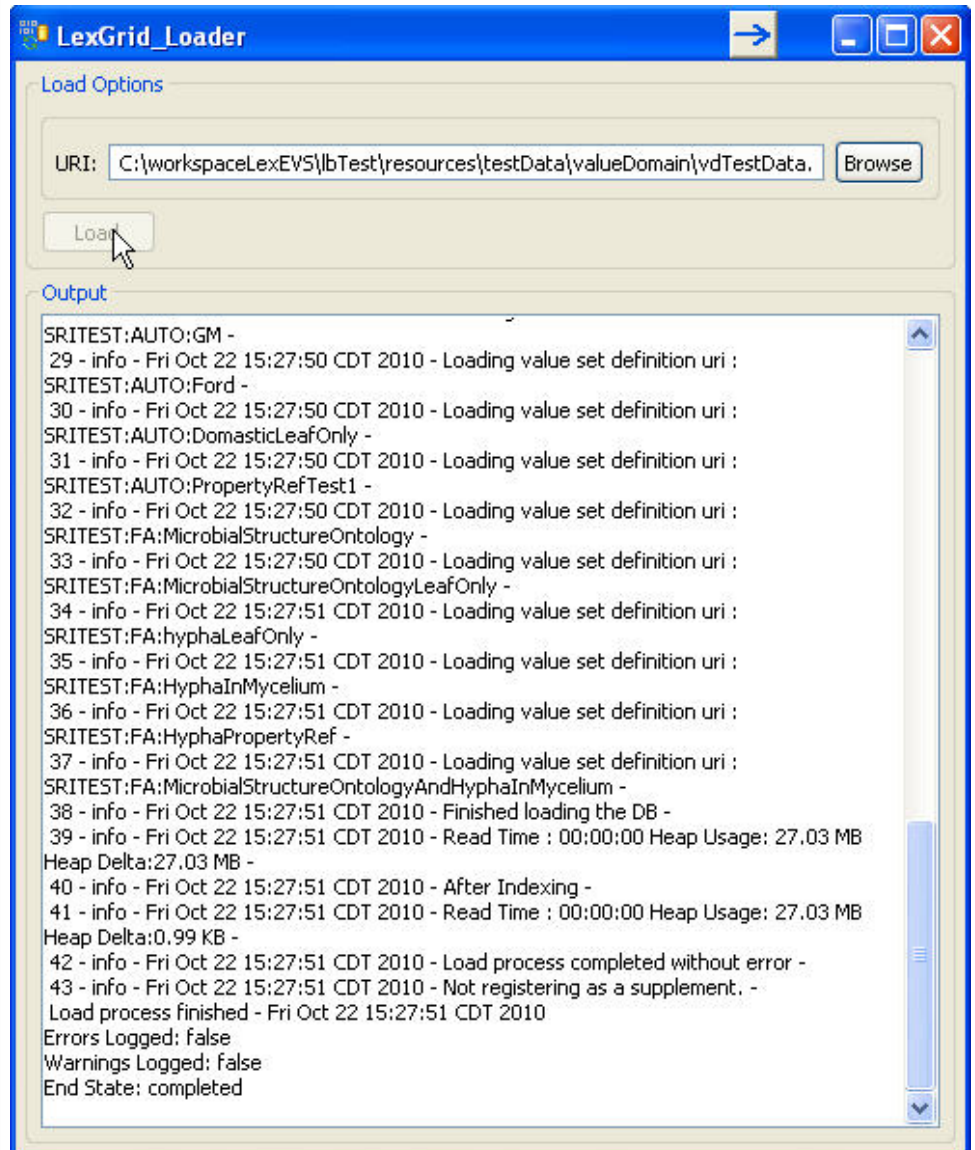 LexGrid_Loader
Load Options
URI: C:\workspaceLexEVS\lbTest\resources\testData\valueDomain\vdTestData. Browse
Load
Output
SRITEST:AUTO:GM -
29 - info - Fri Oct 22 15:27:50 CDT 2010 - Loading value set definition uri :
SRITEST:AUTO:Ford -
30 - info - Fri Oct 22 15:27:50 CDT 2010 - Loading value set definition uri :
SRITEST:AUTO:DomasticLeafOnly -
31 - info - Fri Oct 22 15:27:50 CDT 2010 - Loading value set definition uri :
SRITEST:AUTO:PropertyRefTest1 -
32 - info - Fri Oct 22 15:27:50 CDT 2010 - Loading value set definition uri :
SRITEST:FA:MicrobialStructureOntology -
33 - info - Fri Oct 22 15:27:50 CDT 2010 - Loading value set definition uri :
SRITEST:FA:MicrobialStructureOntologyLeafOnly -
34 - info - Fri Oct 22 15:27:51 CDT 2010 - Loading value set definition uri :
SRITEST:FA:hyphaLeafOnly -
35 - info - Fri Oct 22 15:27:51 CDT 2010 - Loading value set definition uri :
SRITEST:FA:HyphaInMycelium -
36 - info - Fri Oct 22 15:27:51 CDT 2010 - Loading value set definition uri :
SRITEST:FA:HyphaPropertyRef -
37 - info - Fri Oct 22 15:27:51 CDT 2010 - Loading value set definition uri :
SRITEST:FA:MicrobialStructureOntologyAndHyphaInMycelium -
38 - info - Fri Oct 22 15:27:51 CDT 2010 - Finished loading the DB -
39 - info - Fri Oct 22 15:27:51 CDT 2010 - Read Time : 00:00:00 Heap Usage: 27.03 MB
Heap Delta:27.03 MB -
40 - info - Fri Oct 22 15:27:51 CDT 2010 - After Indexing -
41 - info - Fri Oct 22 15:27:51 CDT 2010 - Read Time : 00:00:00 Heap Usage: 27.03 MB
Heap Delta:0.99 KB -
42 - info - Fri Oct 22 15:27:51 CDT 2010 - Load process completed without error -
43 - info - Fri Oct 22 15:27:51 CDT 2010 - Not registering as a supplement. -
Load process finished - Fri Oct 22 15:27:51 CDT 2010
Errors Logged: false
Warnings Logged: false
End State: completed